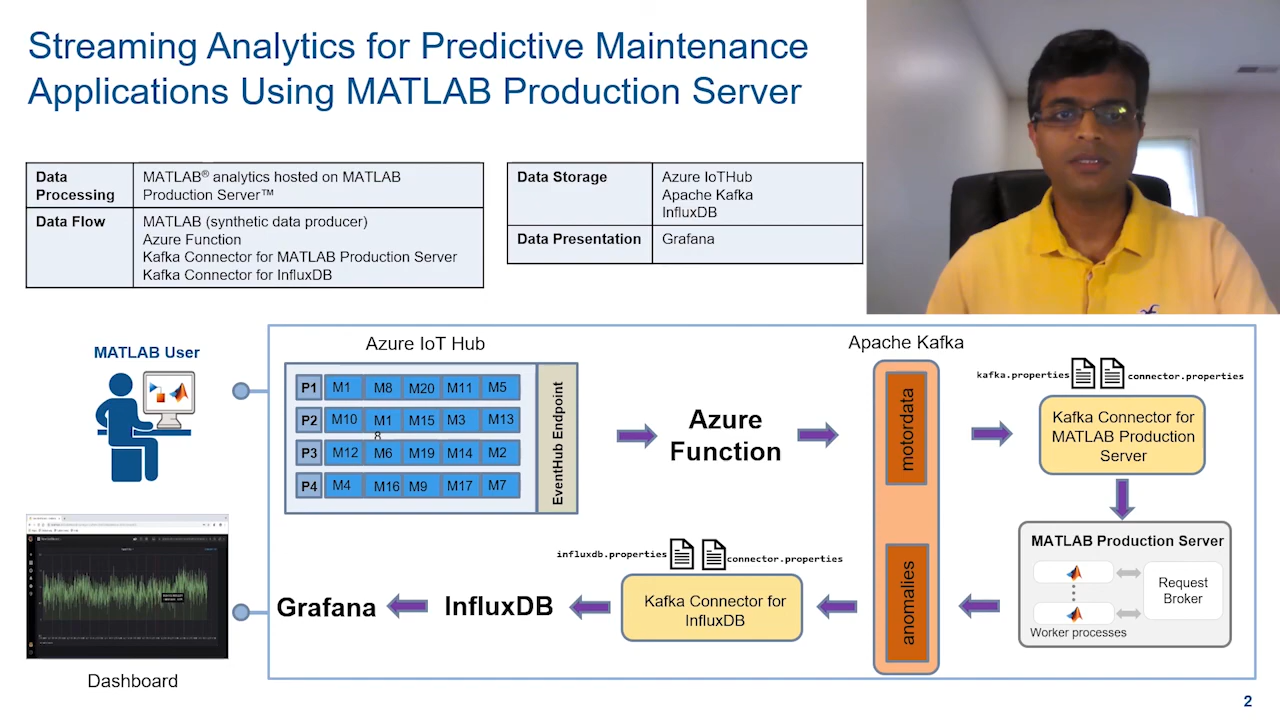 Streaming Analytics for Predictive Maintenance
Applications Using MATLAB Production Server
Data
Processing
MATLAB® analytics hosted on MATLAB
Production Server™
Data Flow
MATLAB (synthetic data producer)
Azure Function
Kafka Connector for MATLAB Production Server
Kafka Connector for InfluxDB
Data Storage
Azure IoTHub
Apache Kafka
InfluxDB
Data Presentation
Grafana
MATLAB User
Azure IoT Hub
P1 M1 M8 M20 M11 M5
P2 M10 M1 M15 M3 M13
8
P3 M12 M6 M19 M14 M2
P4 M4 M16 M9 M17 M7
EventHub Endpoint
Azure
Function
Apache Kafka
motordata
anomalies
kafka.properties
connector.properties
Kafka Connector for
MATLAB Production
Server
MATLAB Production Server
Request
Broker
Worker processes
influxdb.properties
connector.properties
Kafka Connector for
InfluxDB
InfluxDB
Grafana
Dashboard
2